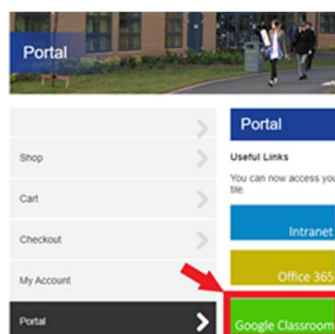 Portal
Shop
Cart
Checkout
My Account
Portal
Portal
Useful Links
You can now access
tile.
Intranet
Office 365
Google Classroom